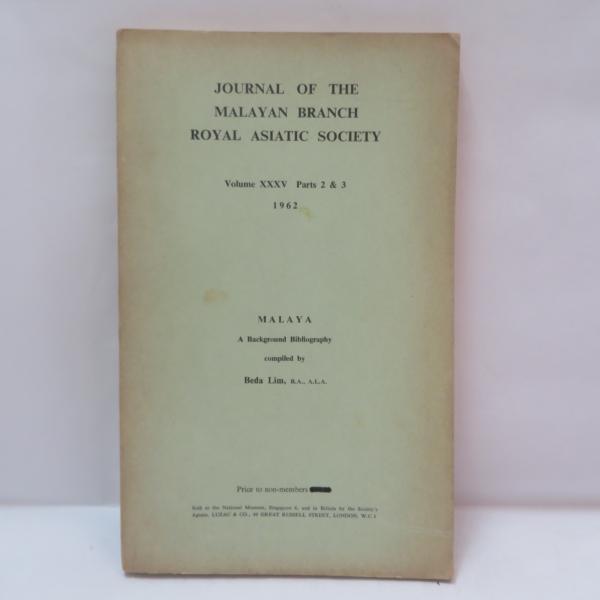 JOURNAL OF THE
MALAYAN BRANCH
ROYAL ASIATIC SOCIETY
Volume XXXV Parts 2 & 3
1962
MALAYA
A Background Bibliography
compiled by
Beda Lim, B.A., A.L.A.
Price to non-members
Sold at the National Museum, Singapore 6, and in Britain by the Society's
Agents. LUZAC & CO., 46 GREAT RUSSELL STREET, LONDON, W.C.1